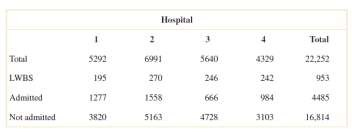 Hospital
1 2 3 4 Total
Total 5292 6991 5640 4329 22,252
LWBS 195 270 246 242 953
Admitted 1277 1558 666 984 4485
Not admitted 3820 5163 4728 3103 16,814